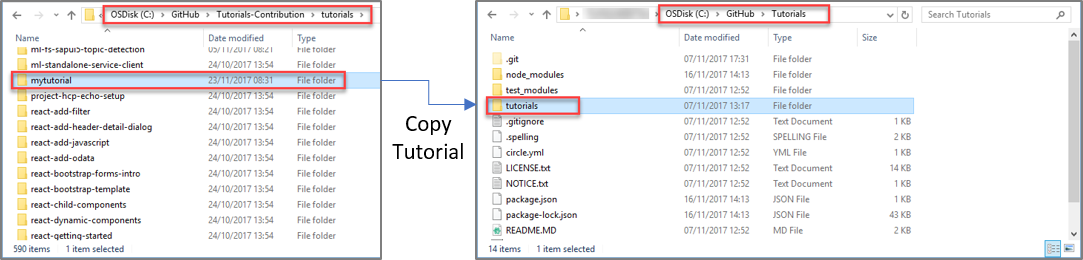 OSDisk (C:) > GitHub > Tutorials-Contribution > tutorials >
Name Date modified Type
ml-fs-sapui5-topic-detection 05/11/2017 08:21 File folder
ml-standalone-service-client 24/10/2017 13:54 File folder
mytutorial 23/11/2017 08:31 File folder
project-hcp-echo-setup 24/10/2017 13:54 File folder
react-add-filter 24/10/2017 13:54 File folder
react-add-header-detail-dialog 24/10/2017 13:54 File folder
react-add-javascript 24/10/2017 13:54 File folder
react-add-odata 24/10/2017 13:54 File folder
react-bootstrap-forms-intro 24/10/2017 13:54 File folder
react-bootstrap-template 24/10/2017 13:54 File folder
react-child-components 24/10/2017 13:54 File folder
react-dynamic-components 24/10/2017 13:54 File folder
react-getting-started 24/10/2017 13:54 File folder
590 items 1 item selected
Copy
Tutorial
OSDisk (C:) > GitHub > Tutorials >
Search Tutorials
Name Date modified Type Size
.git 07/11/2017 17:31 File folder
node_modules 16/11/2017 14:13 File folder
test_modules 07/11/2017 12:52 File folder
tutorials 07/11/2017 13:17 File folder
.gitignore 07/11/2017 12:52 Text Document 1 KB
.spelling 07/11/2017 12:52 SPELLING File 2 KB
circle.yml 07/11/2017 12:52 YML File 1 KB
LICENSE.txt 07/11/2017 12:52 Text Document 14 KB
NOTICE.txt 07/11/2017 12:52 Text Document 1 KB
package.json 16/11/2017 14:13 JSON File 1 KB
package-lock.json 16/11/2017 14:13 JSON File 43 KB
README.MD 07/11/2017 12:52 MD File 2 KB
14 items 1 item selected